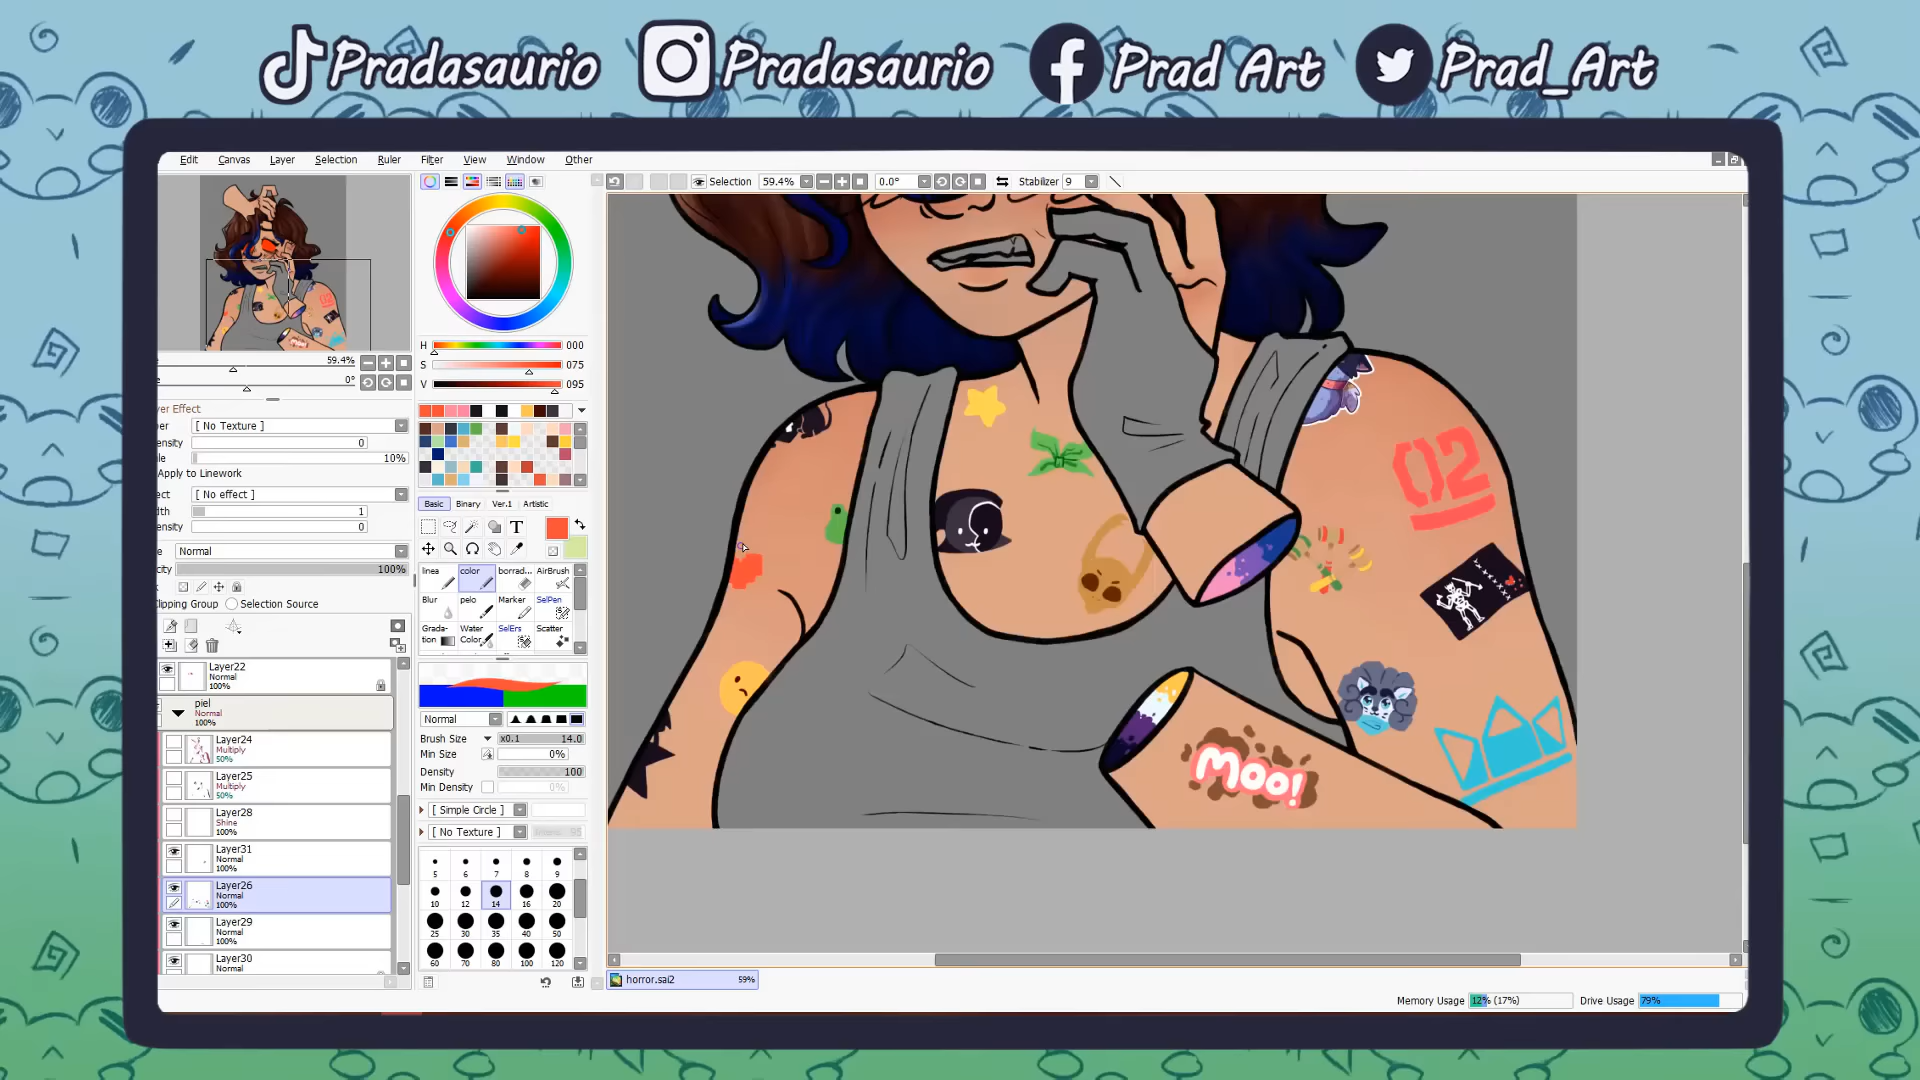 Pradasaurio Pradasaurio Prad Art Prad_Art
Edit Canvas Layer Selection Ruler Filter View Window Other
Selection 59.4% 0.0° Stabilizer 9
59.4%
0°
H 000
S 075
V 095
[ No Texture ]
0
10%
Apply to Linework
[ No effect ]
1
0
Normal
100%
Selection Source
Basic Binary Ver.1 Artistic
T
linea color borrad... AirBrush
Blur pelo Marker SelPen
Grada-tion Water Color SelErs Scatter
Layer22
Normal
100%
piel
Normal
100%
Layer24
Multiply
50%
Layer25
Multiply
50%
Layer28
Shine
100%
Layer31
Normal
100%
Layer26
Normal
100%
Layer29
Normal
100%
Layer30
Normal
Normal
Brush Size x0.1 14.0
Min Size 0%
Density 100
Min Density 0%
[ Simple Circle ]
[ No Texture ] 95
5 6 7 8 9
10 12 14 16 20
25 30 35 40 50
60 70 80 100 120
02
Moo!
horror.sai2 59%
Memory Usage 12% (17%) Drive Usage 79%